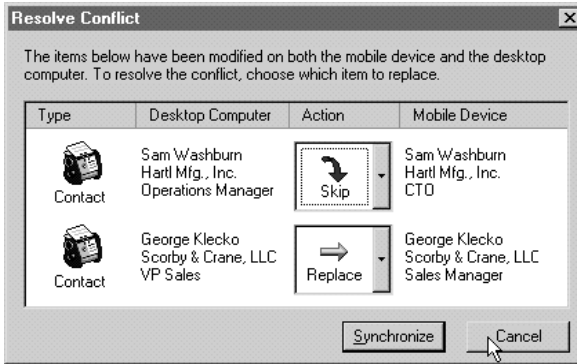 Resolve Conflict
The items below have been modified on both the mobile device and the desktop
computer. To resolve the conflict, choose which item to replace.
Type Desktop Computer Action Mobile Device
Contact
Sam Washburn
Hartl Mfg., Inc.
Operations Manager
Skip
Sam Washburn
Hartl Mfg., Inc.
CTO
Contact
George Klecko
Scorby & Crane, LLC
VP Sales
Replace
George Klecko
Scorby & Crane, LLC
Sales Manager
Synchronize Cancel